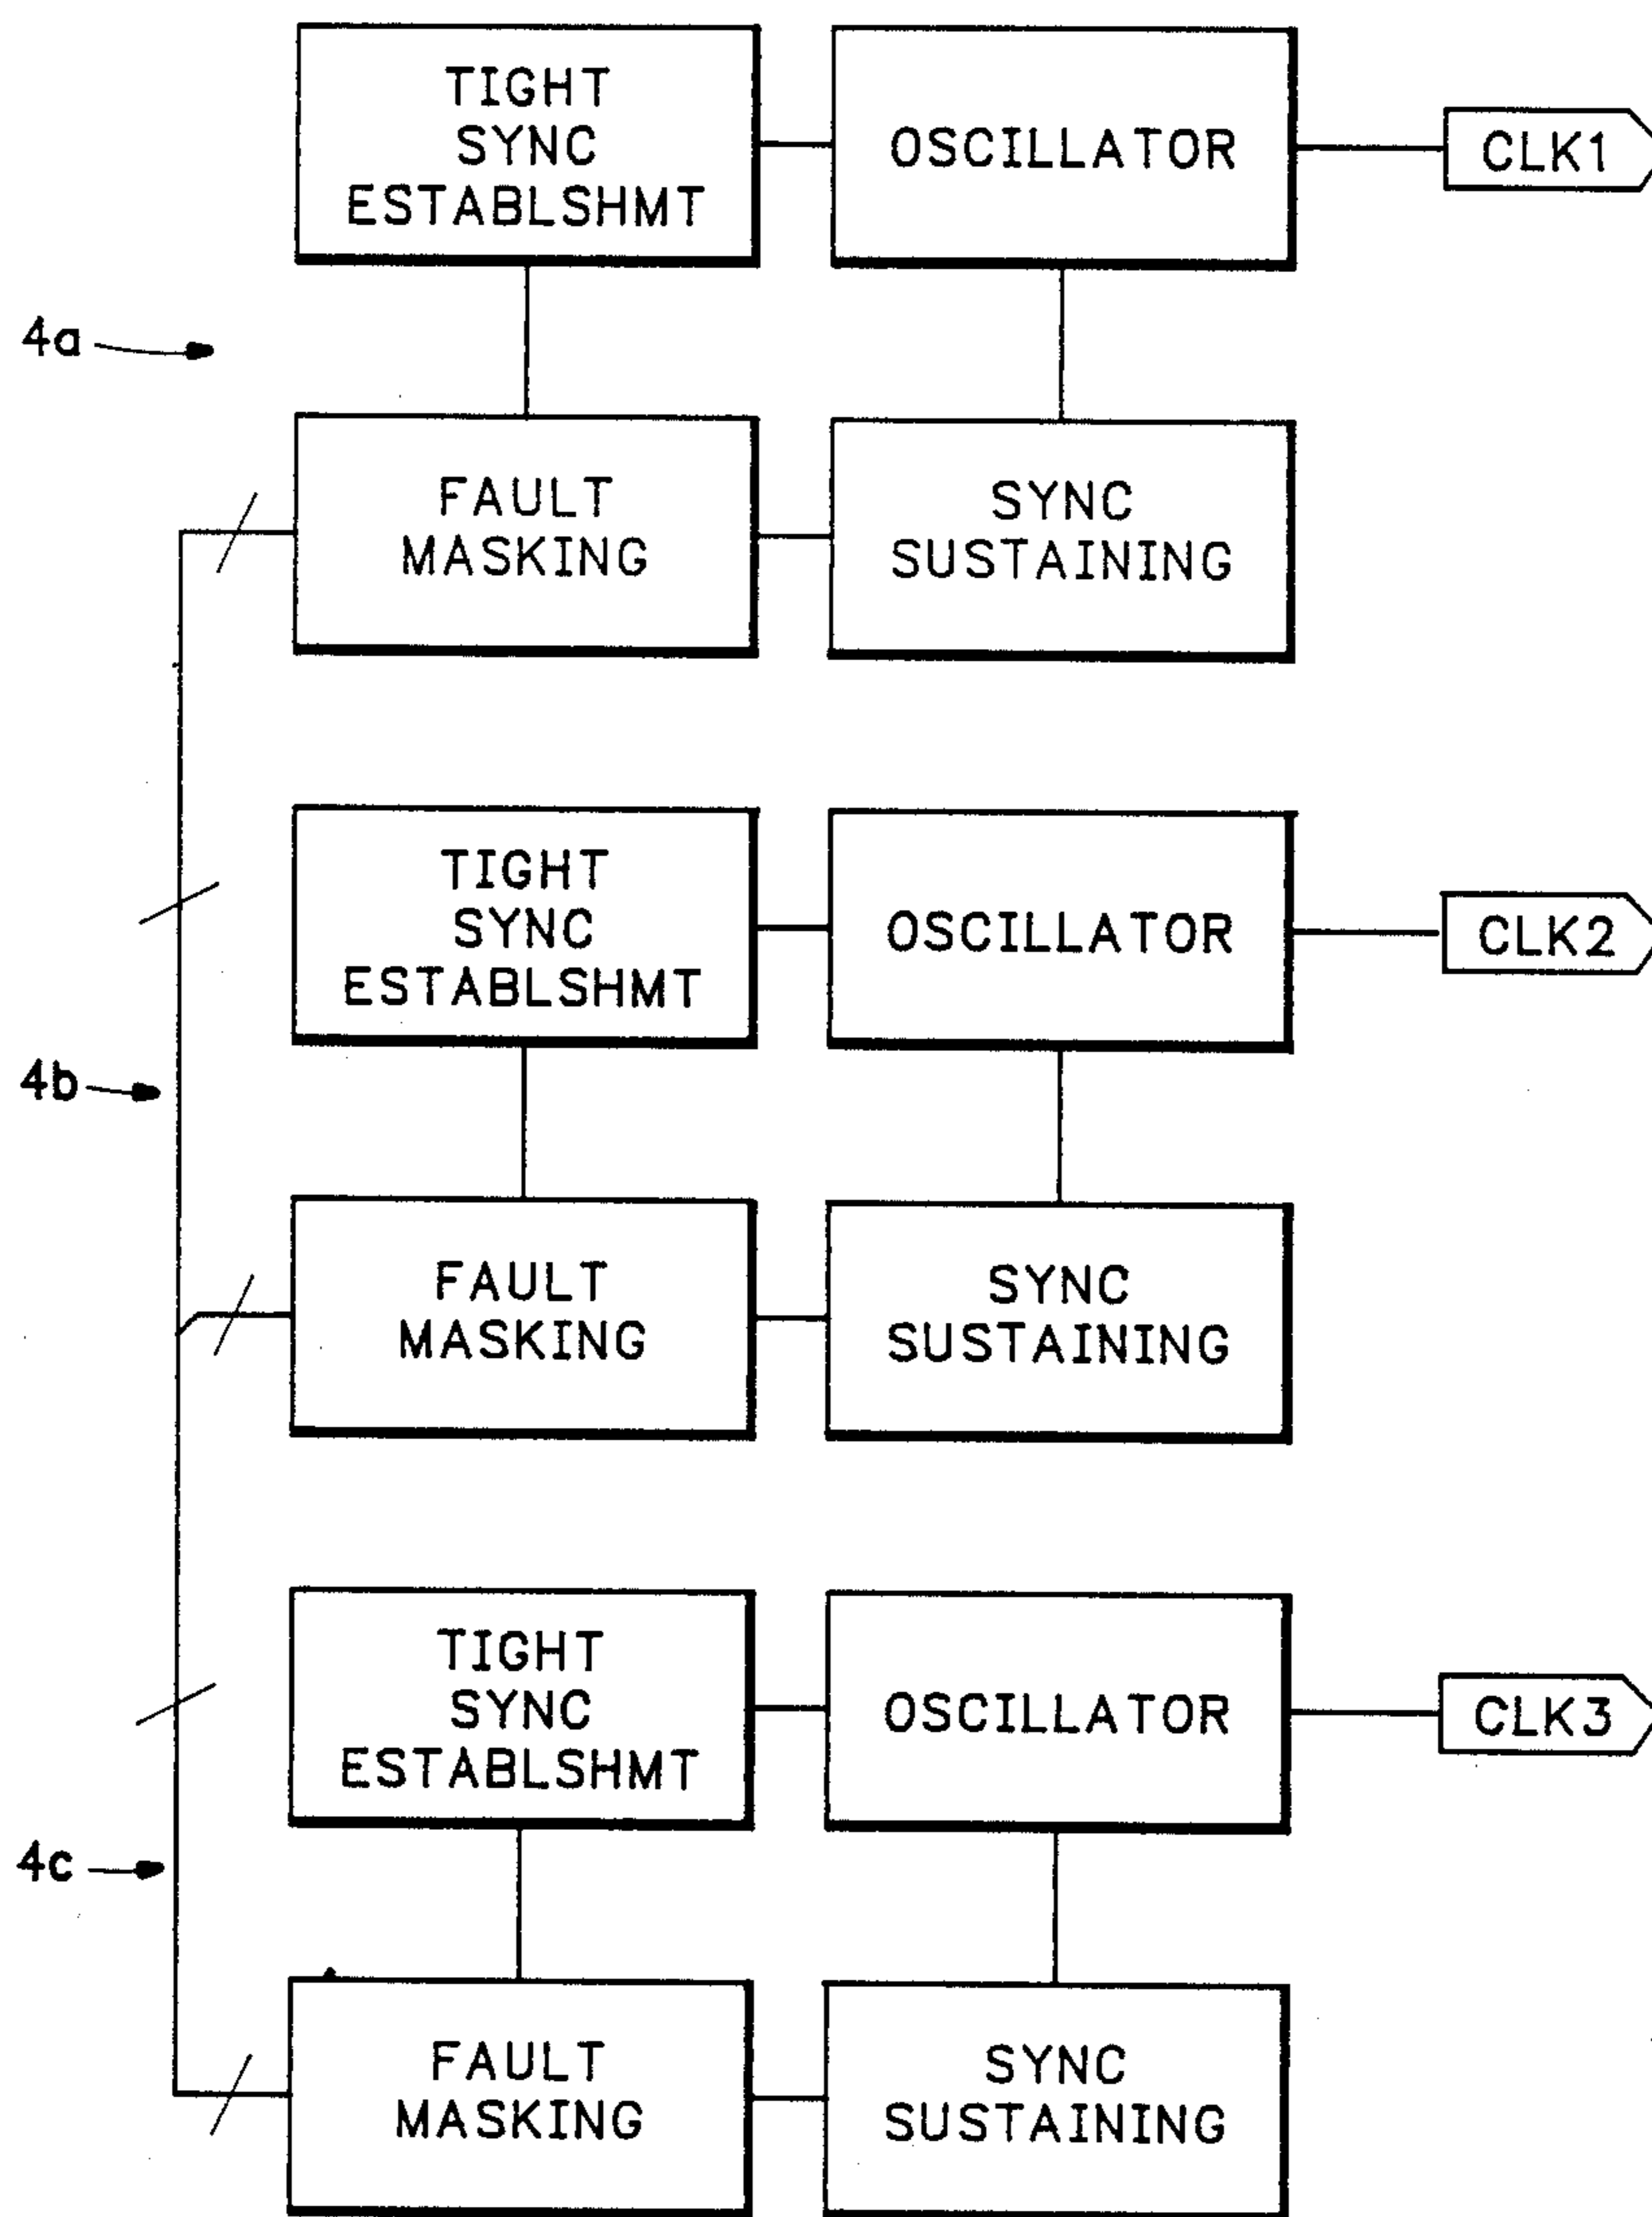 TIGHT
SYNC
ESTABLSHMT
OSCILLATOR
CLK1
4a
FAULT
MASKING
SYNC
SUSTAINING
TIGHT
SYNC
ESTABLSHMT
OSCILLATOR
CLK2
4b
FAULT
MASKING
SYNC
SUSTAINING
TIGHT
SYNC
ESTABLSHMT
OSCILLATOR
CLK3
4c
FAULT
MASKING
SYNC
SUSTAINING